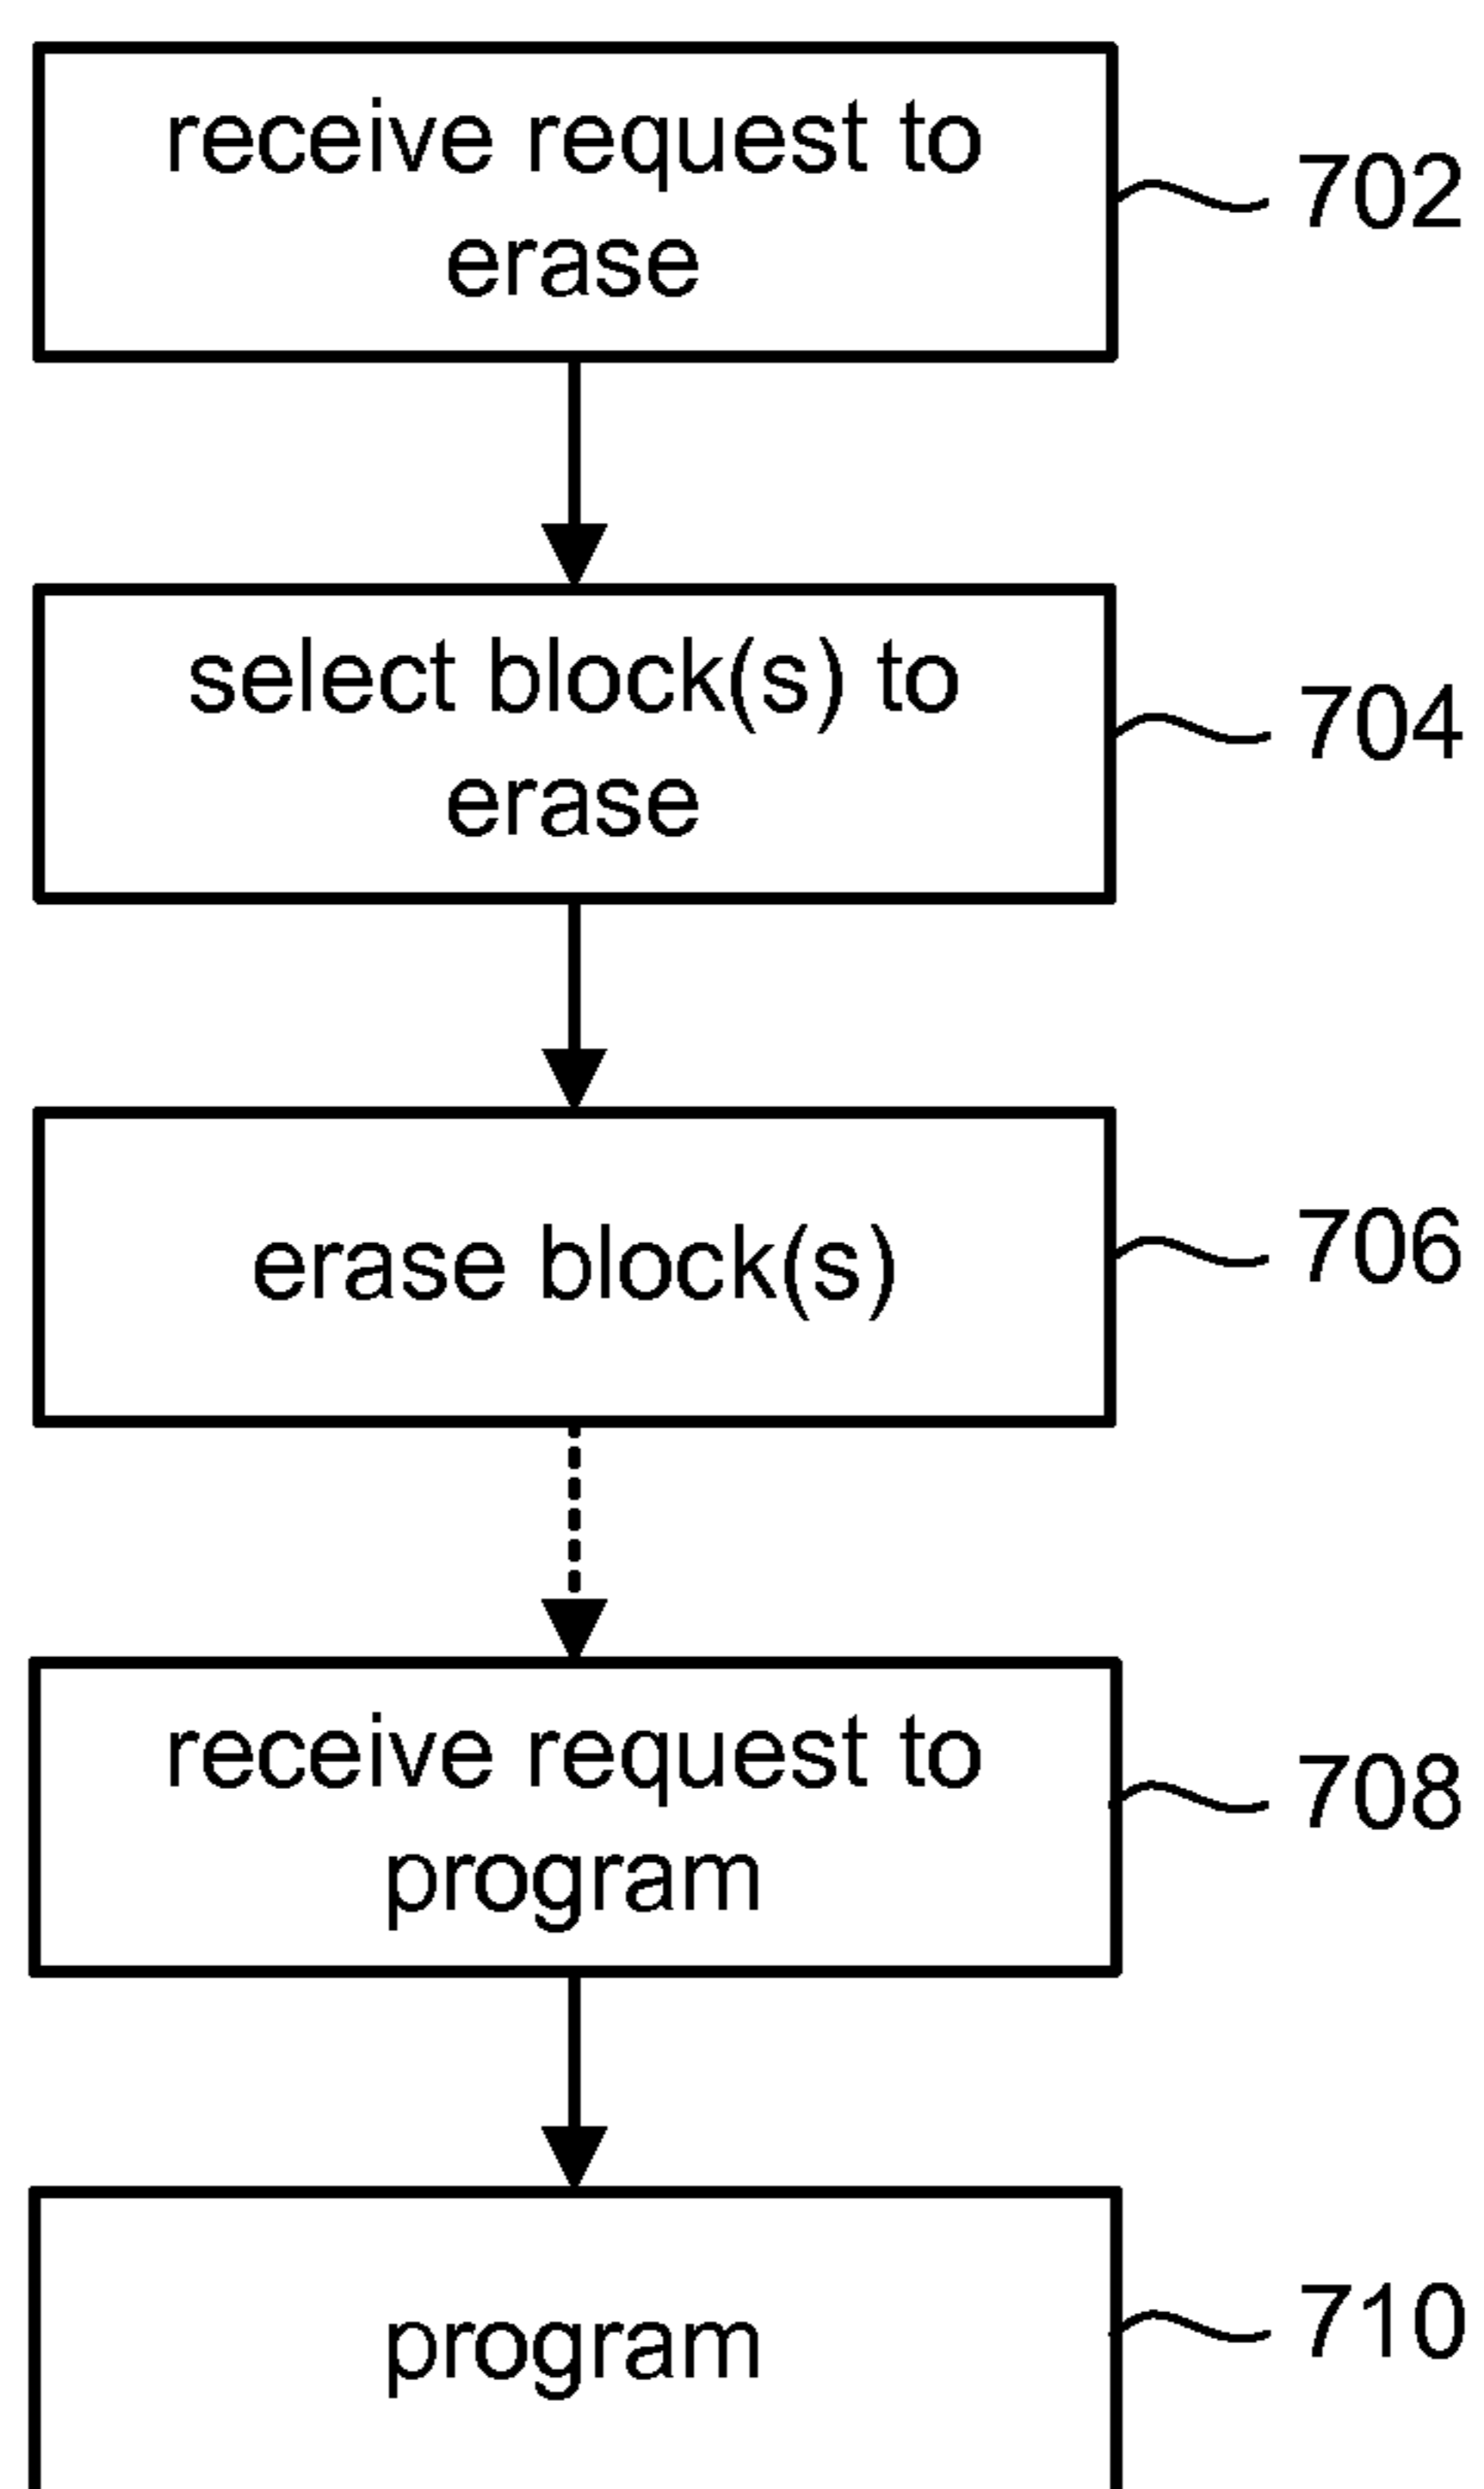 receive request to
erase
702
select block(s) to
erase
704
erase block(s)
706
receive request to
program
708
program
710